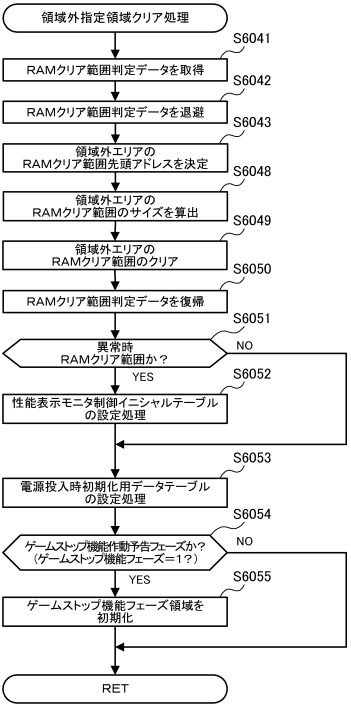 領域外指定領域クリア処理
S6041
RAMクリア範囲判定データを取得
S6042
RAMクリア範囲判定データを退避
S6043
領域外エリアの
RAMクリア範囲先頭アドレスを決定
S6048
領域外エリアの
RAMクリア範囲のサイズを算出
S6049
領域外エリアの
RAMクリア範囲のクリア
S6050
RAMクリア範囲判定データを復帰
S6051
異常時
RAMクリア範囲か？
NO
YES
S6052
性能表示モニタ制御イニシャルテーブル
の設定処理
S6053
電源投入時初期化用データテーブル
の設定処理
S6054
ゲームストップ機能作動予告フェーズか？
（ゲームストップ機能フェーズ＝１？）
NO
YES
S6055
ゲームストップ機能フェーズ領域を
初期化
RET